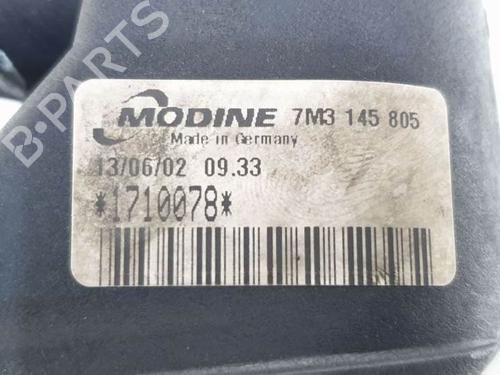 MODINE 7M3 145 805
Made in Germany
13/06/02 09.33
*1710078*
B-PARTS